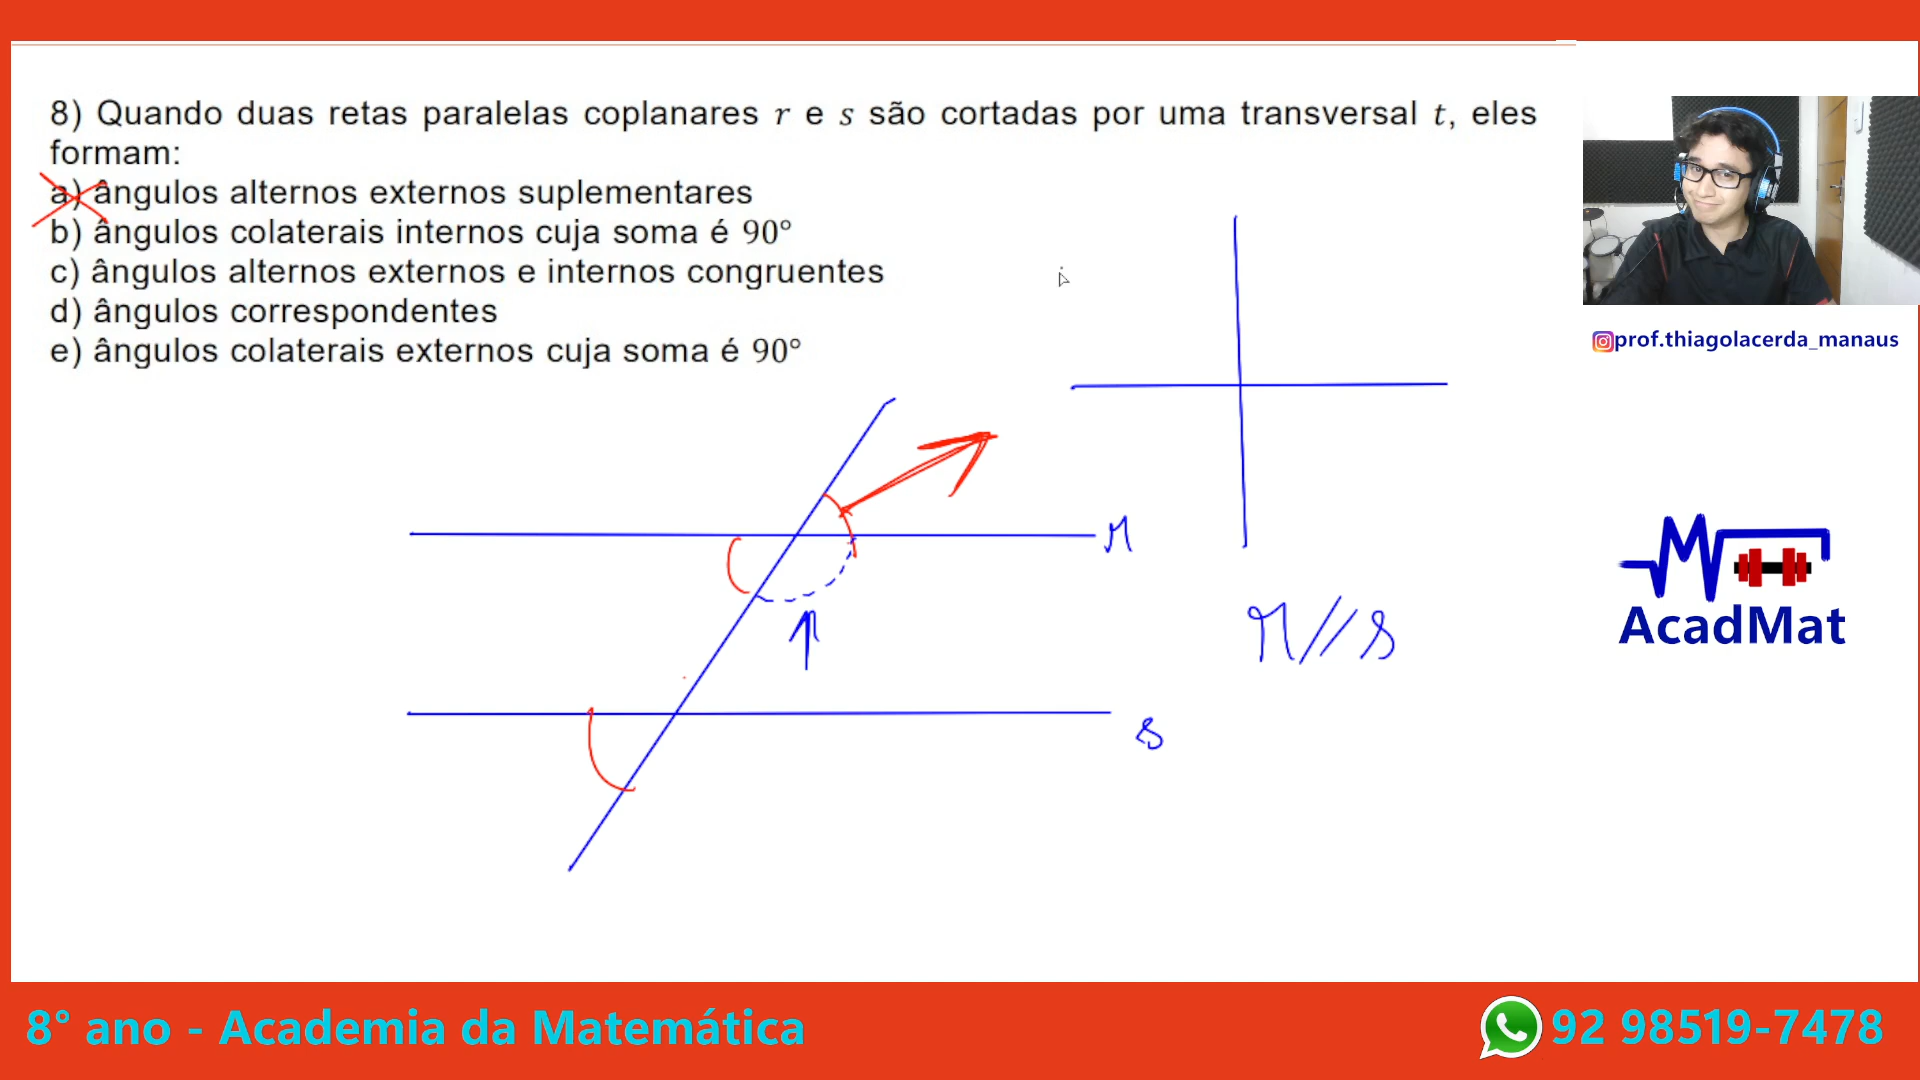 8) Quando duas retas paralelas coplanares r e s são cortadas por uma transversal t, eles
formam:
a) ângulos alternos externos suplementares
b) ângulos colaterais internos cuja soma é 90°
c) ângulos alternos externos e internos congruentes
d) ângulos correspondentes
e) ângulos colaterais externos cuja soma é 90°
prof.thiagolacerda_manaus
r
r//s
s
M
AcadMat
8° ano - Academia da Matemática
92 98519-7478